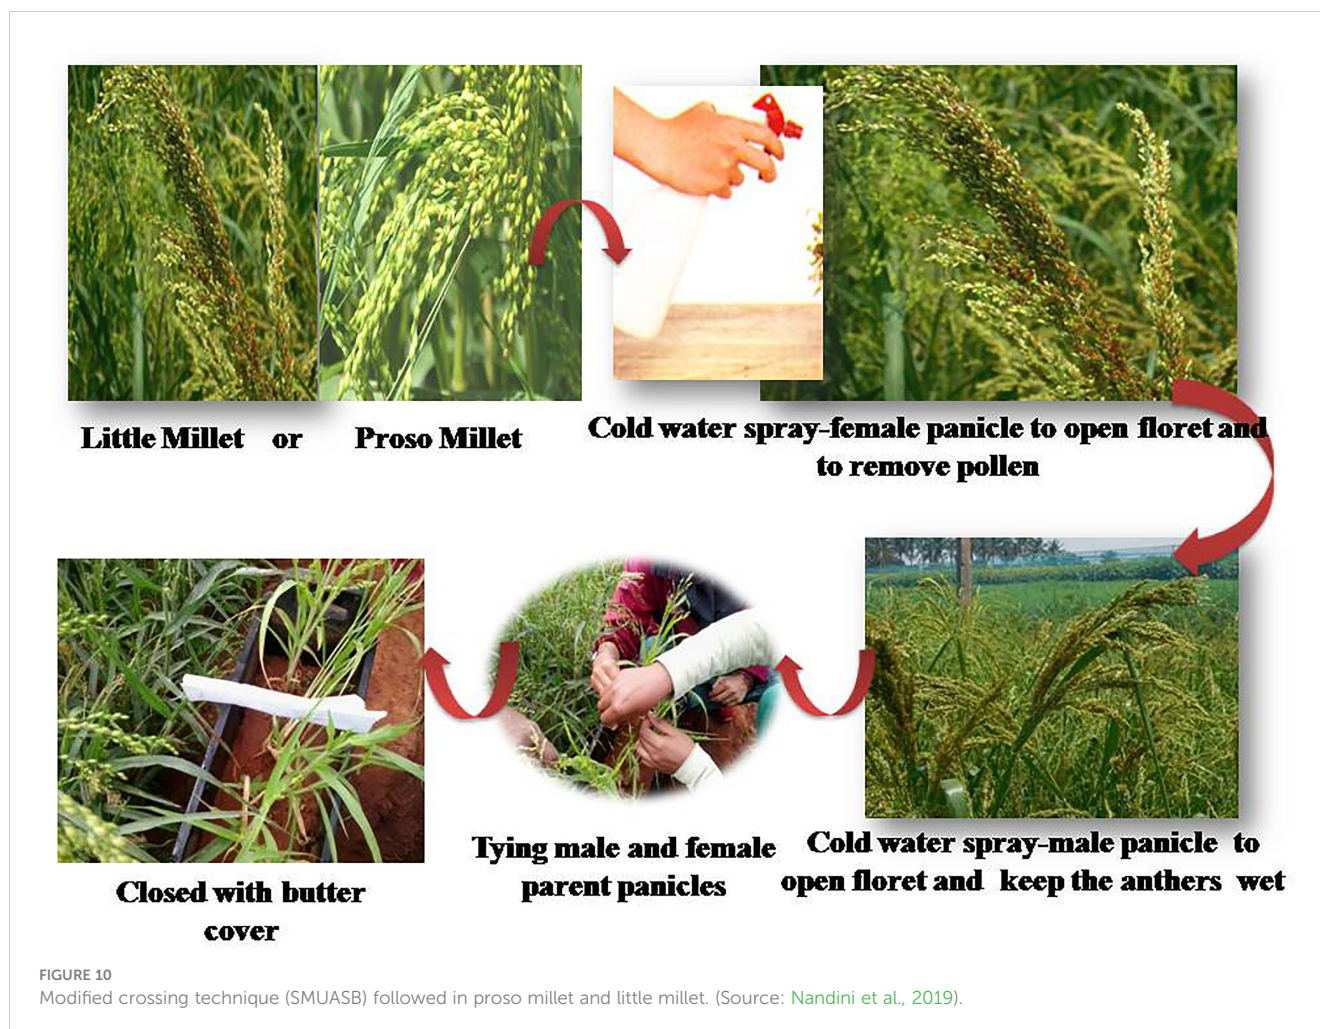 Little Millet or Proso Millet
Cold water spray-female panicle to open floret and
to remove pollen
Cold water spray-male panicle to
open floret and keep the anthers wet
Tying male and female
parent panicles
Closed with butter
cover
FIGURE 10
Modified crossing technique (SMUASB) followed in proso millet and little millet. (Source: Nandini et al., 2019).